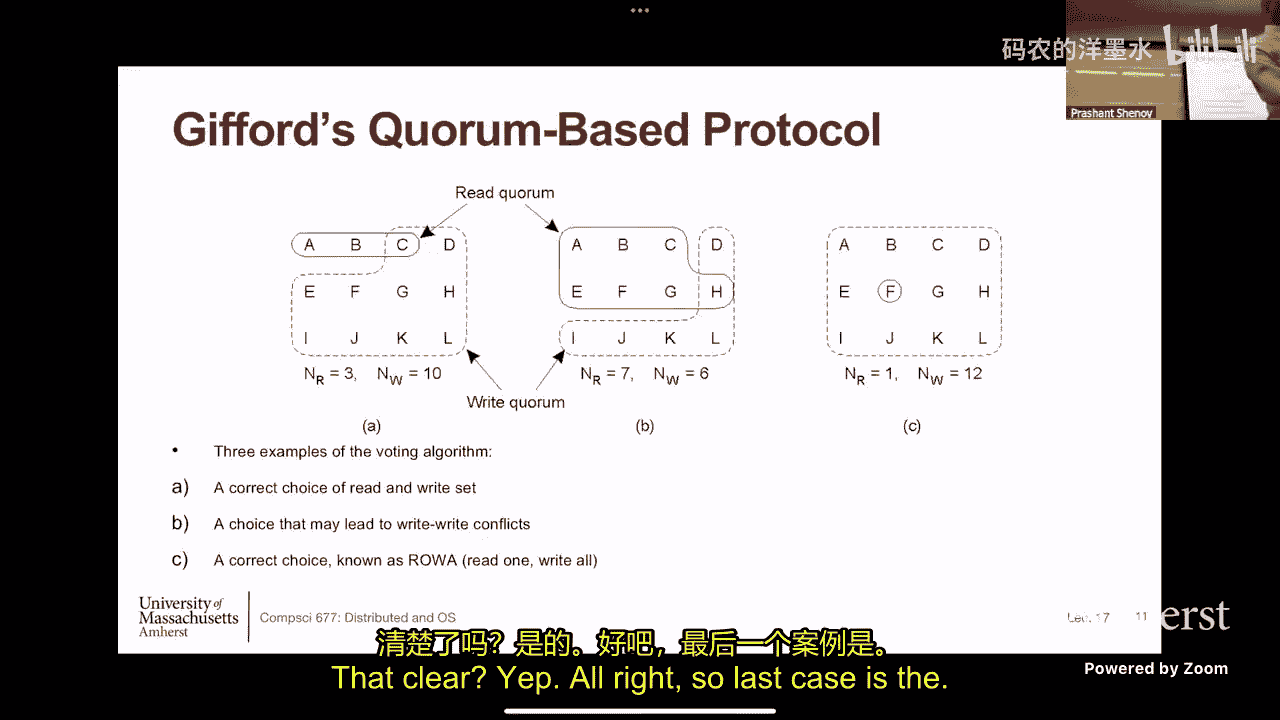 码农的洋墨水 bilibili
Prashant Shenoy
Gifford's Quorum-Based Protocol
Read quorum
A B C D
E F G H
I J K L
N_R = 3, N_W = 10
(a)
A B C D
E F G H
I J K L
N_R = 7, N_W = 6
(b)
A B C D
E F G H
I J K L
N_R = 1, N_W = 12
(c)
Write quorum
• Three examples of the voting algorithm:
a) A correct choice of read and write set
b) A choice that may lead to write-write conflicts
c) A correct choice, known as ROWA (read one, write all)
University of
Massachusetts
Amherst
Compsci 677: Distributed and OS
Lec. 17
11
erst
清楚了吗？是的。好吧，最后一个案例是。
That clear? Yep. All right, so last case is the.
Powered by Zoom